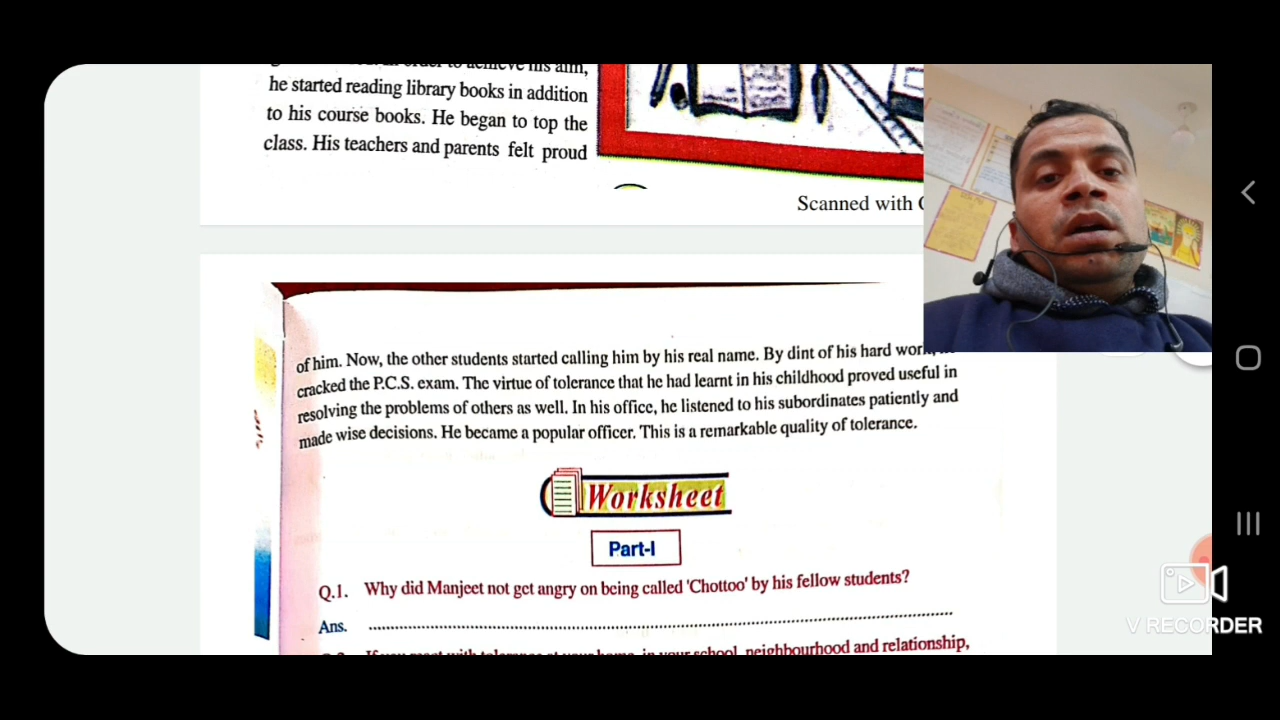 he started reading library books in addition
to his course books. He began to top the
class. His teachers and parents felt proud
Scanned with
of him. Now, the other students started calling him by his real name. By dint of his hard work,
cracked the P.C.S. exam. The virtue of tolerance that he had learnt in his childhood proved useful in
resolving the problems of others as well. In his office, he listened to his subordinates patiently and
made wise decisions. He became a popular officer. This is a remarkable quality of tolerance.
Worksheet
Part-I
Q.1. Why did Manjeet not get angry on being called 'Chottoo' by his fellow students?
Ans. ................................................................
neighbourhood and relationship,
V RECORDER